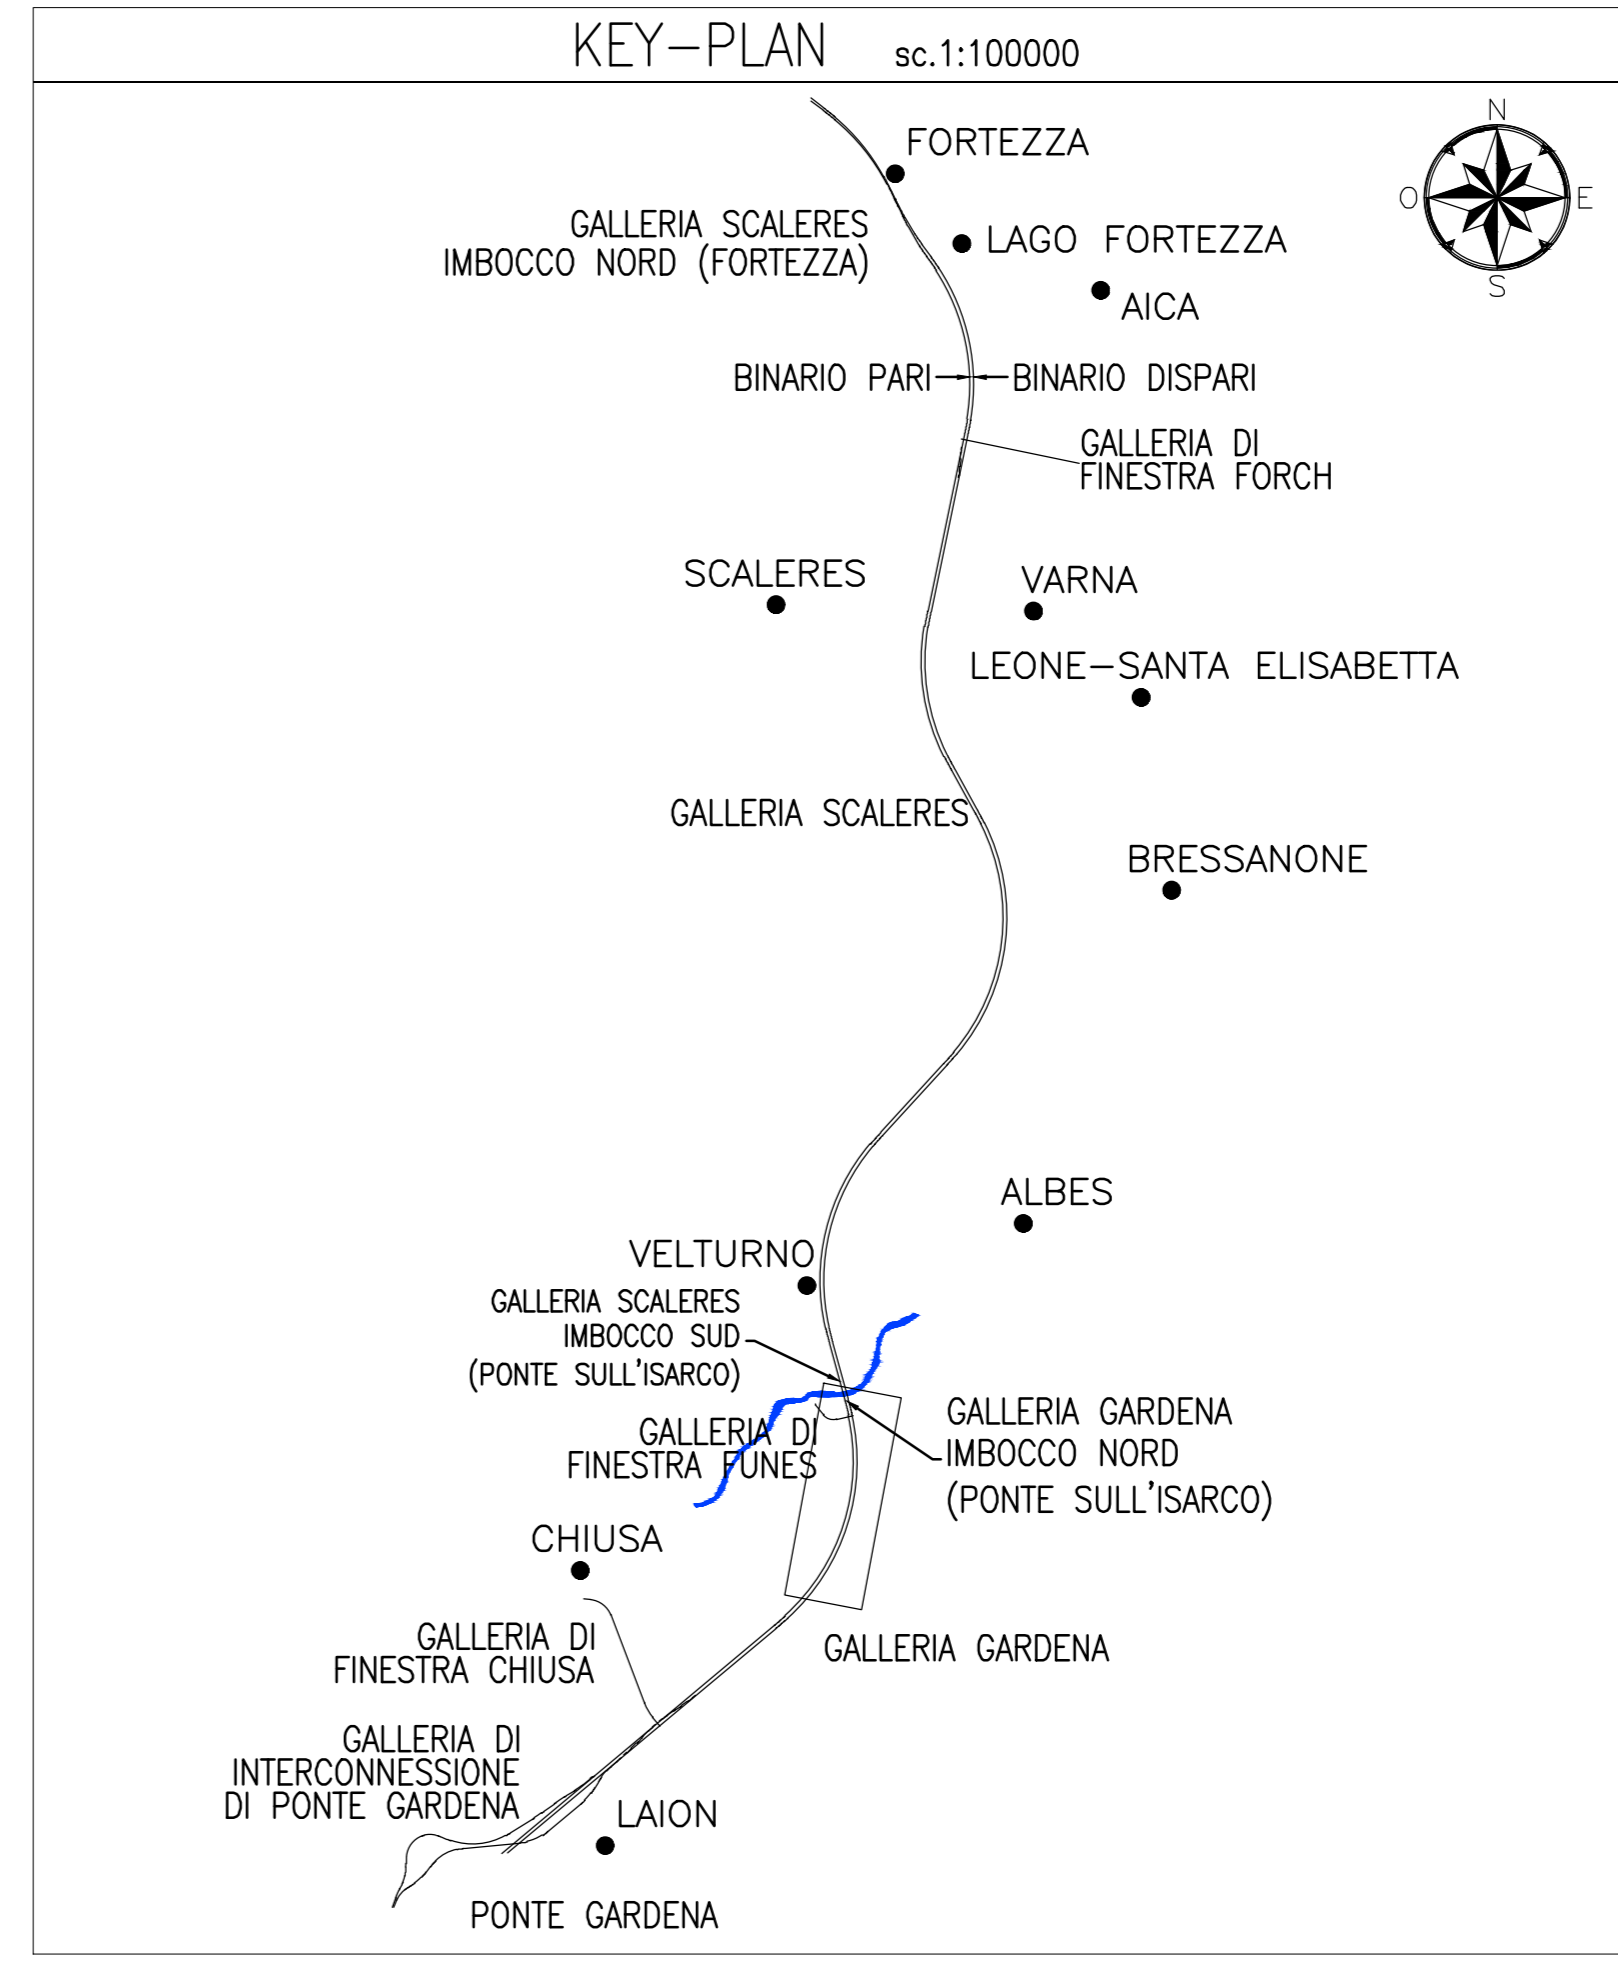 KEY-PLAN sc.1:100000
N
O
E
S
FORTEZZA
GALLERIA SCALERES
IMBOCCO NORD (FORTEZZA)
LAGO FORTEZZA
AICA
BINARIO PARI
BINARIO DISPARI
GALLERIA DI
FINESTRA FORCH
SCALERES
VARNA
LEONE-SANTA ELISABETTA
GALLERIA SCALERES
BRESSANONE
ALBES
VELTURNO
GALLERIA SCALERES
IMBOCCO SUD
(PONTE SULL'ISARCO)
GALLERIA DI
FINESTRA FUNES
GALLERIA GARDENA
IMBOCCO NORD
(PONTE SULL'ISARCO)
CHIUSA
GALLERIA DI
FINESTRA CHIUSA
GALLERIA GARDENA
GALLERIA DI
INTERCONNESSIONE
DI PONTE GARDENA
LAION
PONTE GARDENA